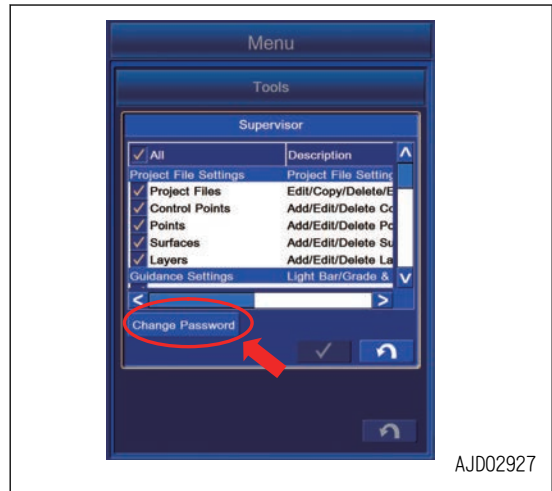 Menu
Tools
Supervisor
All Description
Project File Settings Project File Setting
Project Files Edit/Copy/Delete/E
Control Points Add/Edit/Delete Co
Points Add/Edit/Delete Po
Surfaces Add/Edit/Delete Su
Layers Add/Edit/Delete La
Guidance Settings Light Bar/Grade &
Change Password
AJD02927